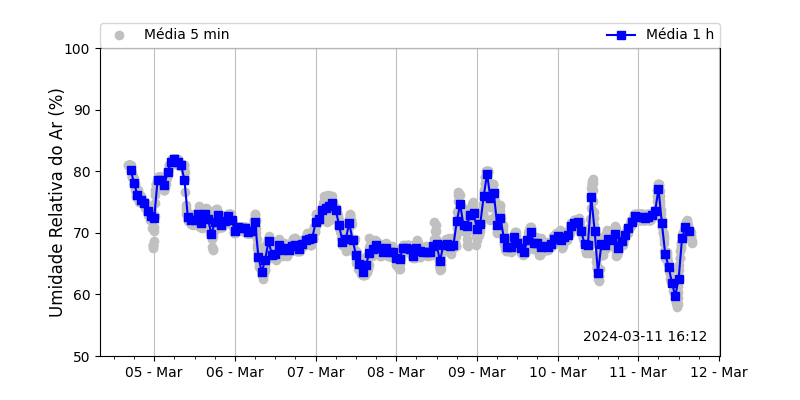 Média 5 min
Média 1 h
Umidade Relativa do Ar (%)
100
90
80
70
60
50
2024-03-11 16:12
05 - Mar
06 - Mar
07 - Mar
08 - Mar
09 - Mar
10 - Mar
11 - Mar
12 - Mar